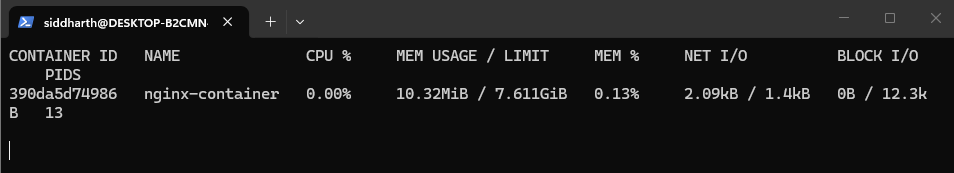 siddharth@DESKTOP-B2CMN
CONTAINER ID   NAME              CPU %     MEM USAGE / LIMIT     MEM %     NET I/O           BLOCK I/O
    PIDS
390da5d74986   nginx-container   0.00%     10.32MiB / 7.611GiB   0.13%     2.09kB / 1.4kB   0B / 12.3k
B   13